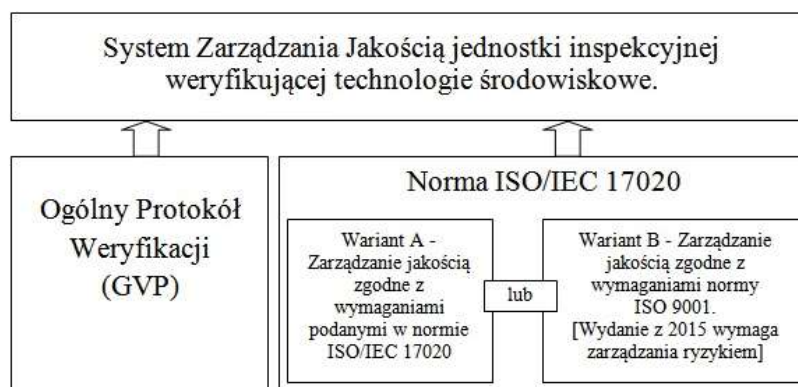 System Zarządzania Jakością jednostki inspekcyjnej
weryfikującej technologie środowiskowe.
Ogólny Protokół
Weryfikacji
(GVP)
Norma ISO/IEC 17020
Wariant A -
Zarządzanie jakością
zgodne z
wymaganiami
podanymi w normie
ISO/IEC 17020
lub
Wariant B - Zarządzanie
jakością zgodne z
wymaganiami normy
ISO 9001.
[Wydanie z 2015 wymaga
zarządzania ryzykiem]